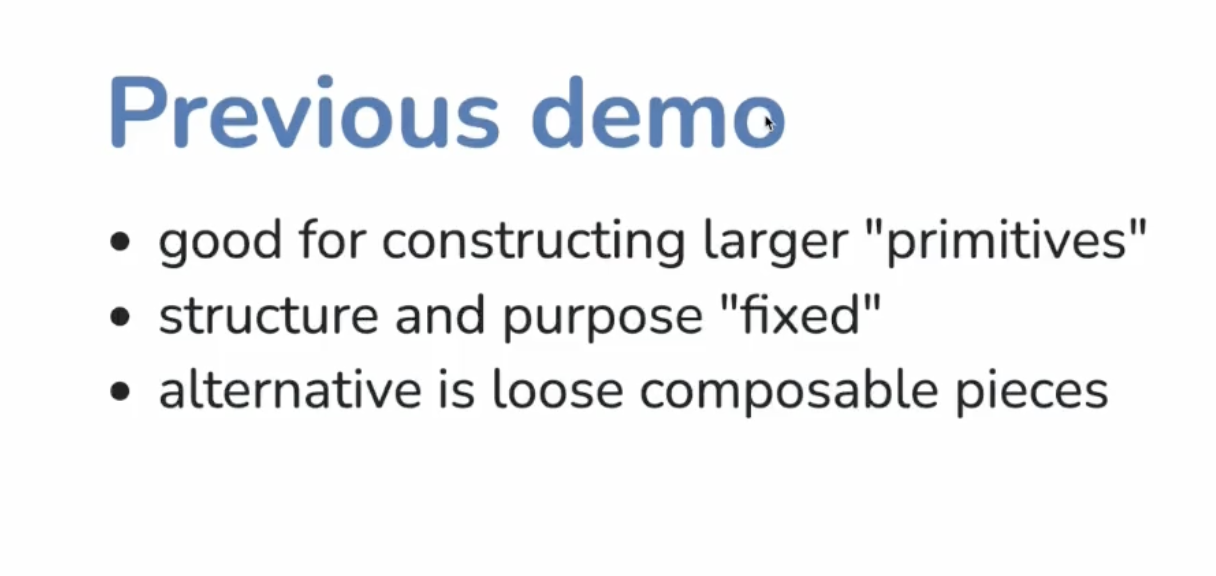 Previous demo
• good for constructing larger "primitives"
• structure and purpose "fixed"
• alternative is loose composable pieces